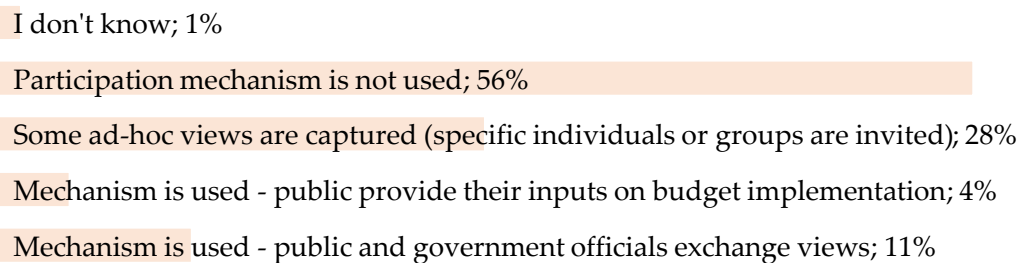 I don't know; 1%
Participation mechanism is not used; 56%
Some ad-hoc views are captured (specific individuals or groups are invited); 28%
Mechanism is used - public provide their inputs on budget implementation; 4%
Mechanism is used - public and government officials exchange views; 11%